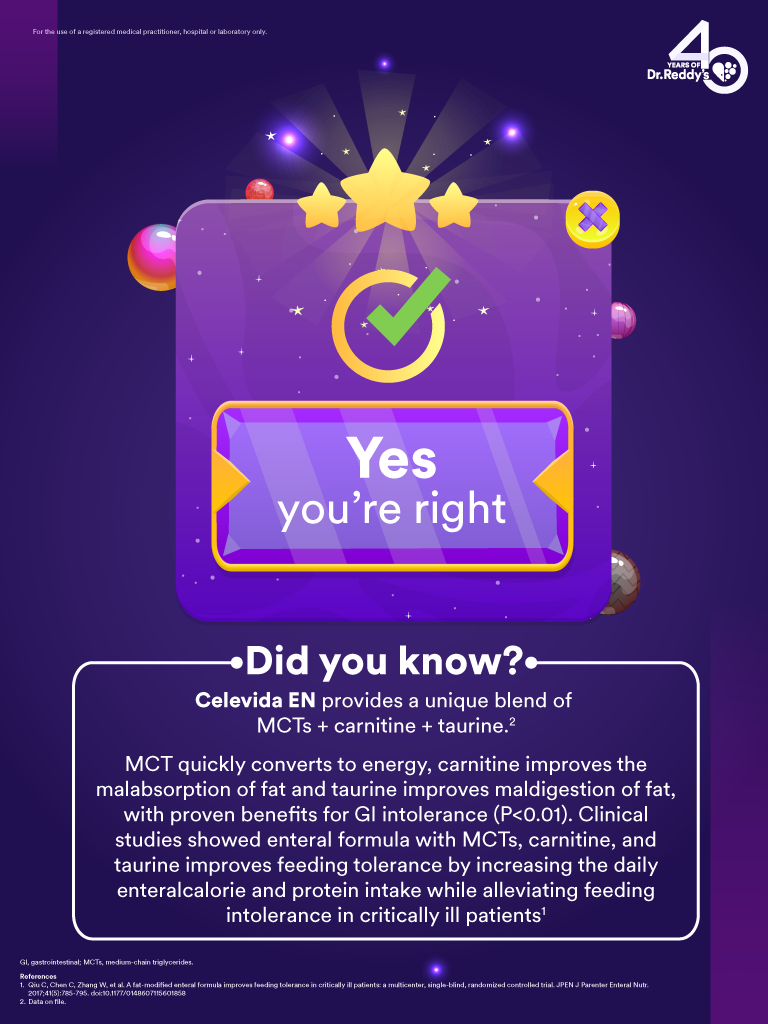 For the use of a registered medical practitioner, hospital or laboratory only.
40
YEARS OF
Dr.Reddy's
Yes
you're right
Did you know?
Celevida EN provides a unique blend of
MCTs + carnitine + taurine.²
MCT quickly converts to energy, carnitine improves the
malabsorption of fat and taurine improves maldigestion of fat,
with proven benefits for GI intolerance (P<0.01). Clinical
studies showed enteral formula with MCTs, carnitine, and
taurine improves feeding tolerance by increasing the daily
enteralcalorie and protein intake while alleviating feeding
intolerance in critically ill patients¹
GI, gastrointestinal; MCTs, medium-chain triglycerides.
References
1. Qiu C, Chen C, Zhang W, et al. A fat-modified enteral formula improves feeding tolerance in critically ill patients: a multicenter, single-blind, randomized controlled trial. JPEN J Parenter Enteral Nutr.
2017;41(5):785-795. doi:10.1177/0148607115601858
2. Data on file.